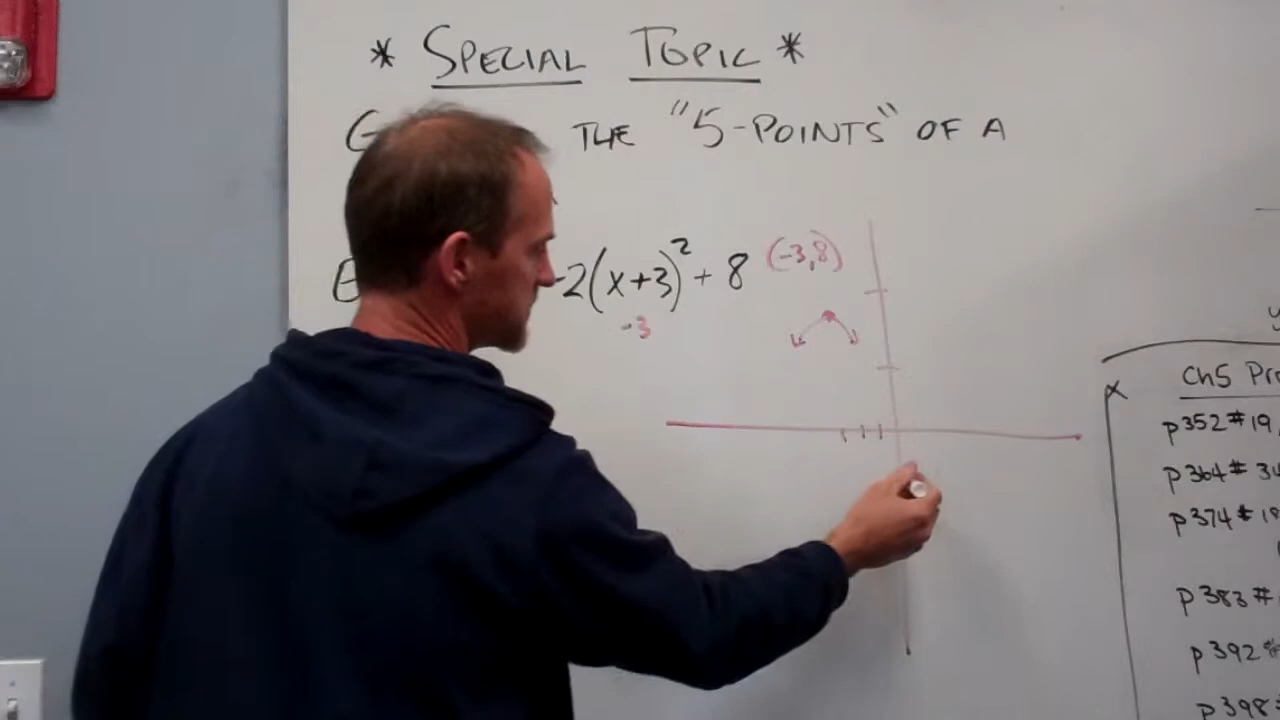 * SPECIAL TOPIC *
THE "5-POINTS" OF A
-2(x+3)² + 8 (-3,8)
-3
Ch5
x
p352 #19,
p364 #
p374 #19
p383 #
p392 #
p398